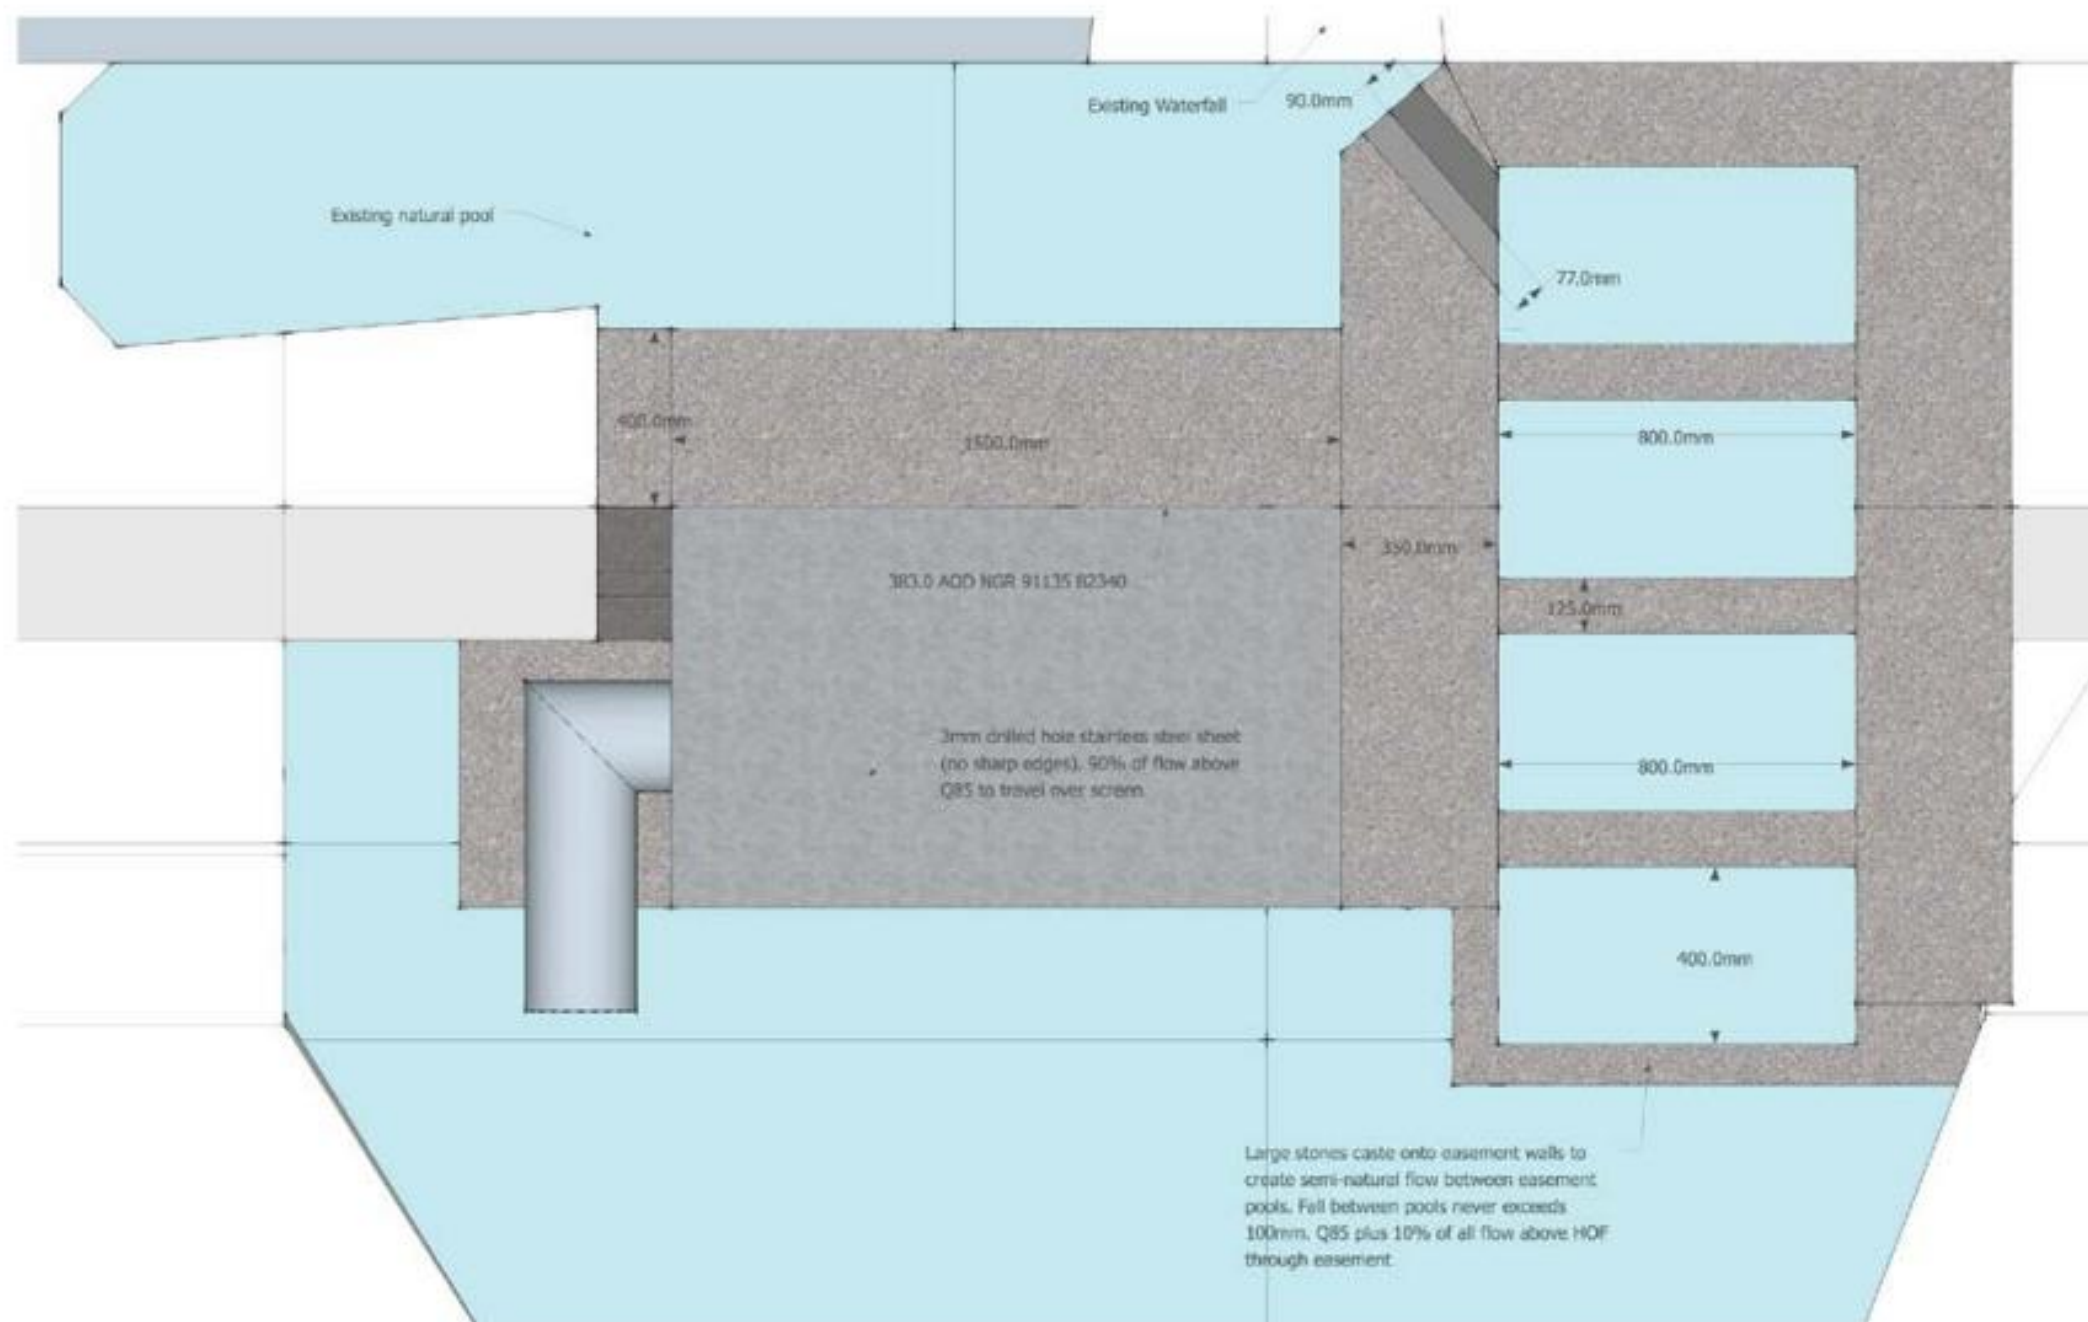 Existing Waterfall
90.0mm
Existing natural pool
77.0mm
400.0mm
1500.0mm
800.0mm
350.0mm
383.0 AOD NGR 91135 82340
125.0mm
3mm drilled hole stainless steel sheet
(no sharp edges). 90% of flow above
Q85 to travel over screen
800.0mm
400.0mm
Large stones caste onto easement walls to
create semi-natural flow between easement
pools. Fall between pools never exceeds
100mm. Q85 plus 10% of all flow above HOF
through easement